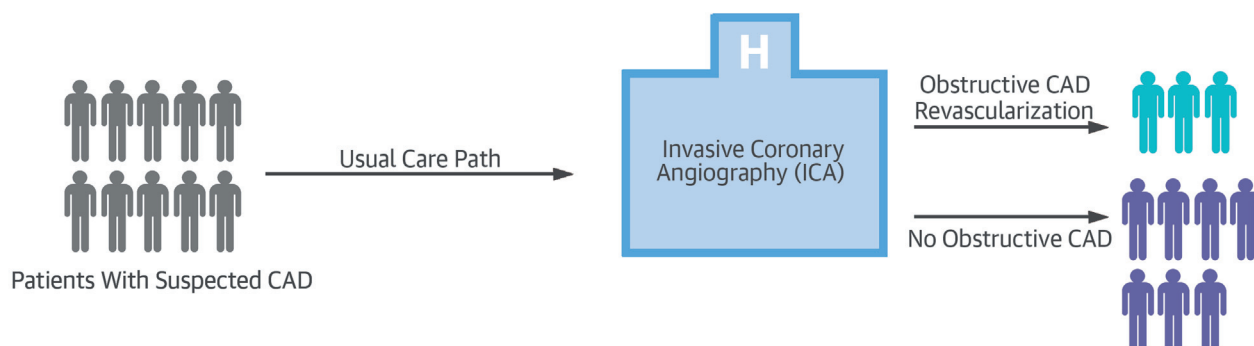 Patients With Suspected CAD
Usual Care Path
H
Invasive Coronary
Angiography (ICA)
Obstructive CAD
Revascularization
No Obstructive CAD